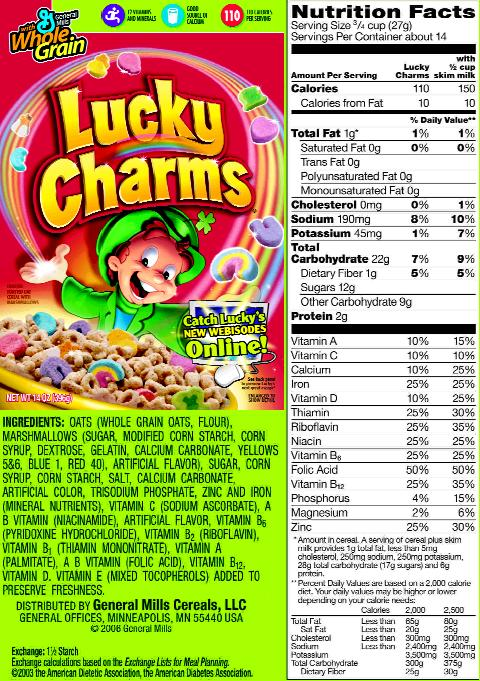 with
General Mills
Whole Grain
12 VITAMINS AND MINERALS
GOOD SOURCE OF CALCIUM
110
110 CALORIES PER SERVING
Lucky
Charms
Catch Lucky's
NEW WEBISODES
Online!
See back panel
ENLARGED TO
SHOW DETAIL
NET WT 14 OZ (396g)
INGREDIENTS: OATS (WHOLE GRAIN OATS, FLOUR),
MARSHMALLOWS (SUGAR, MODIFIED CORN STARCH, CORN
SYRUP, DEXTROSE, GELATIN, CALCIUM CARBONATE, YELLOWS
5&6, BLUE 1, RED 40), ARTIFICIAL FLAVOR), SUGAR, CORN
SYRUP, CORN STARCH, SALT, CALCIUM CARBONATE,
ARTIFICIAL COLOR, TRISODIUM PHOSPHATE, ZINC AND IRON
(MINERAL NUTRIENTS), VITAMIN C (SODIUM ASCORBATE), A
B VITAMIN (NIACINAMIDE), ARTIFICIAL FLAVOR, VITAMIN B6
(PYRIDOXINE HYDROCHLORIDE), VITAMIN B2 (RIBOFLAVIN),
VITAMIN B1 (THIAMIN MONONITRATE), VITAMIN A
(PALMITATE), A B VITAMIN (FOLIC ACID), VITAMIN B12,
VITAMIN D. VITAMIN E (MIXED TOCOPHEROLS) ADDED TO
PRESERVE FRESHNESS.
DISTRIBUTED BY General Mills Cereals, LLC
GENERAL OFFICES, MINNEAPOLIS, MN 55440 USA
© 2006 General Mills
Exchange: 1½ Starch
Exchange calculations based on the Exchange Lists for Meal Planning.
©2003 the American Dietetic Association, the American Diabetes Association.
Nutrition Facts
Serving Size 3/4 cup (27g)
Servings Per Container about 14
Amount Per Serving Lucky Charms with ½ cup skim milk
Calories 110 150
Calories from Fat 10 10
% Daily Value**
Total Fat 1g* 1% 1%
Saturated Fat 0g 0% 0%
Trans Fat 0g
Polyunsaturated Fat 0g
Monounsaturated Fat 0g
Cholesterol 0mg 0% 1%
Sodium 190mg 8% 10%
Potassium 45mg 1% 7%
Total
Carbohydrate 22g 7% 9%
Dietary Fiber 1g 5% 5%
Sugars 12g
Other Carbohydrate 9g
Protein 2g
Vitamin A 10% 15%
Vitamin C 10% 10%
Calcium 10% 25%
Iron 25% 25%
Vitamin D 10% 25%
Thiamin 25% 30%
Riboflavin 25% 35%
Niacin 25% 25%
Vitamin B6 25% 25%
Folic Acid 50% 50%
Vitamin B12 25% 35%
Phosphorus 4% 15%
Magnesium 2% 6%
Zinc 25% 30%
* Amount in cereal. A serving of cereal plus skim
milk provides 1g total fat, less than 5mg
cholesterol, 250mg sodium, 250mg potassium,
28g total carbohydrate (17g sugars) and 6g
protein.
** Percent Daily Values are based on a 2,000 calorie
diet. Your daily values may be higher or lower
depending on your calorie needs:
Calories 2,000 2,500
Total Fat Less than 65g 80g
Sat Fat Less than 20g 25g
Cholesterol Less than 300mg 300mg
Sodium Less than 2,400mg 2,400mg
Potassium 3,500mg 3,500mg
Total Carbohydrate 300g 375g
Dietary Fiber 25g 30g